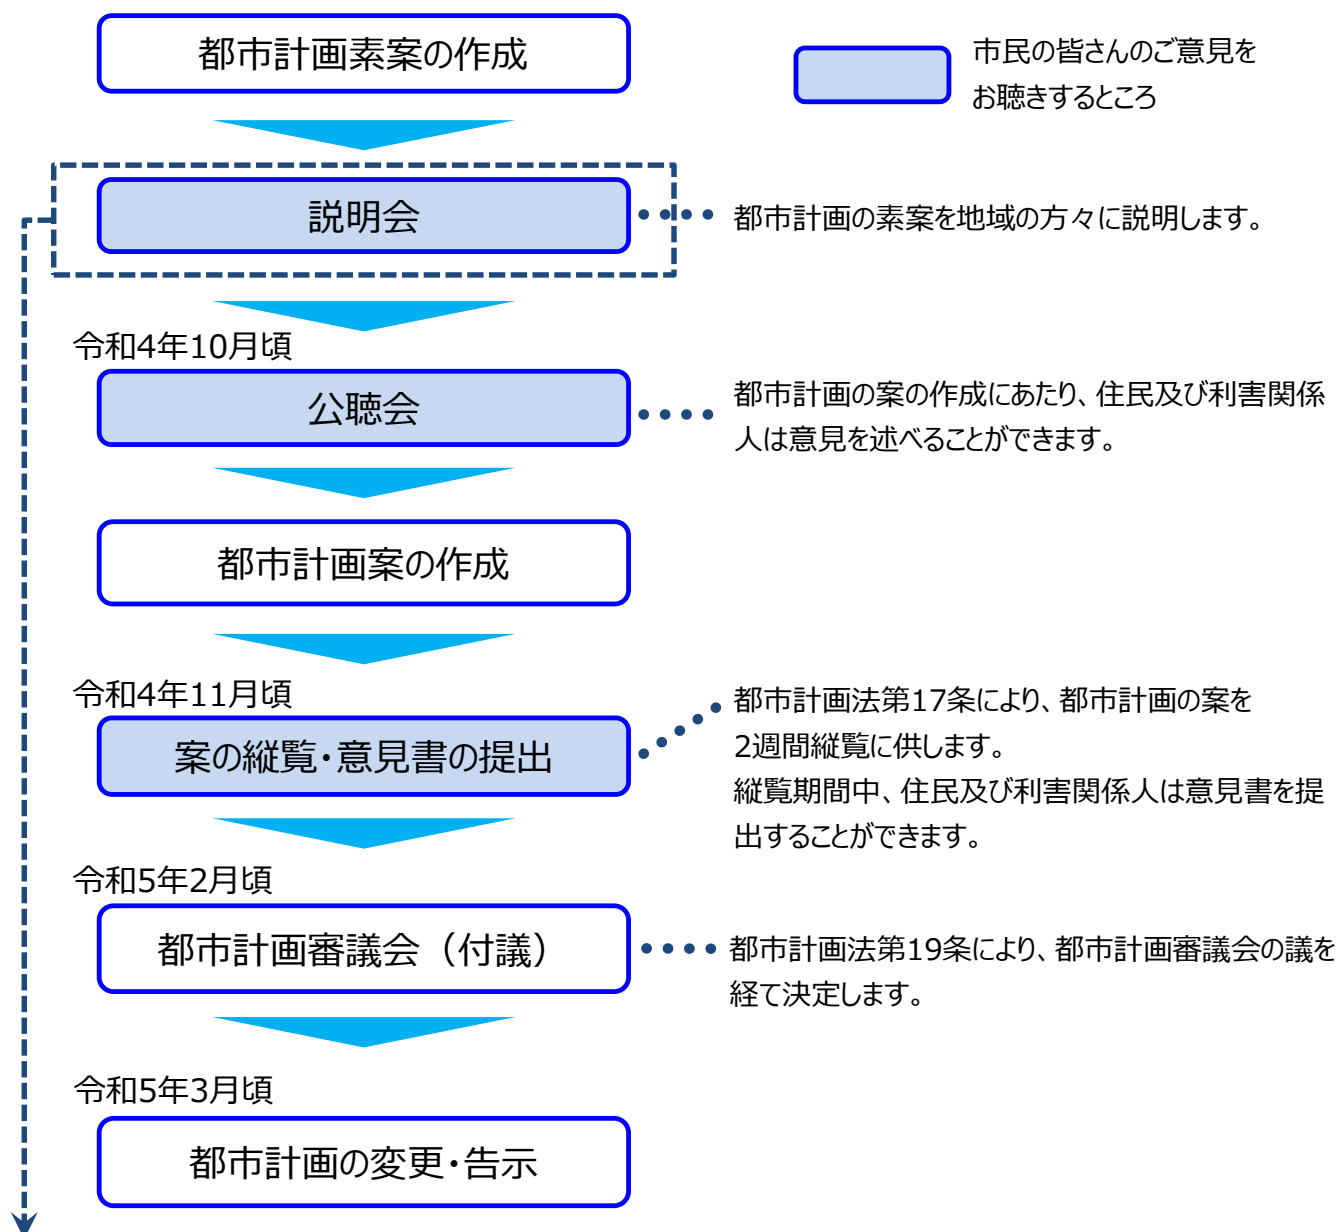 都市計画素案の作成
市民の皆さんのご意見を
お聴きするところ
説明会
都市計画の素案を地域の方々に説明します。
令和4年10月頃
公聴会
都市計画の案の作成にあたり、住民及び利害関係
人は意見を述べることができます。
都市計画案の作成
令和4年11月頃
案の縦覧・意見書の提出
都市計画法第17条により、都市計画の案を
2週間縦覧に供します。
縦覧期間中、住民及び利害関係人は意見書を提
出することができます。
令和5年2月頃
都市計画審議会（付議）
都市計画法第19条により、都市計画審議会の議を
経て決定します。
令和5年3月頃
都市計画の変更・告示